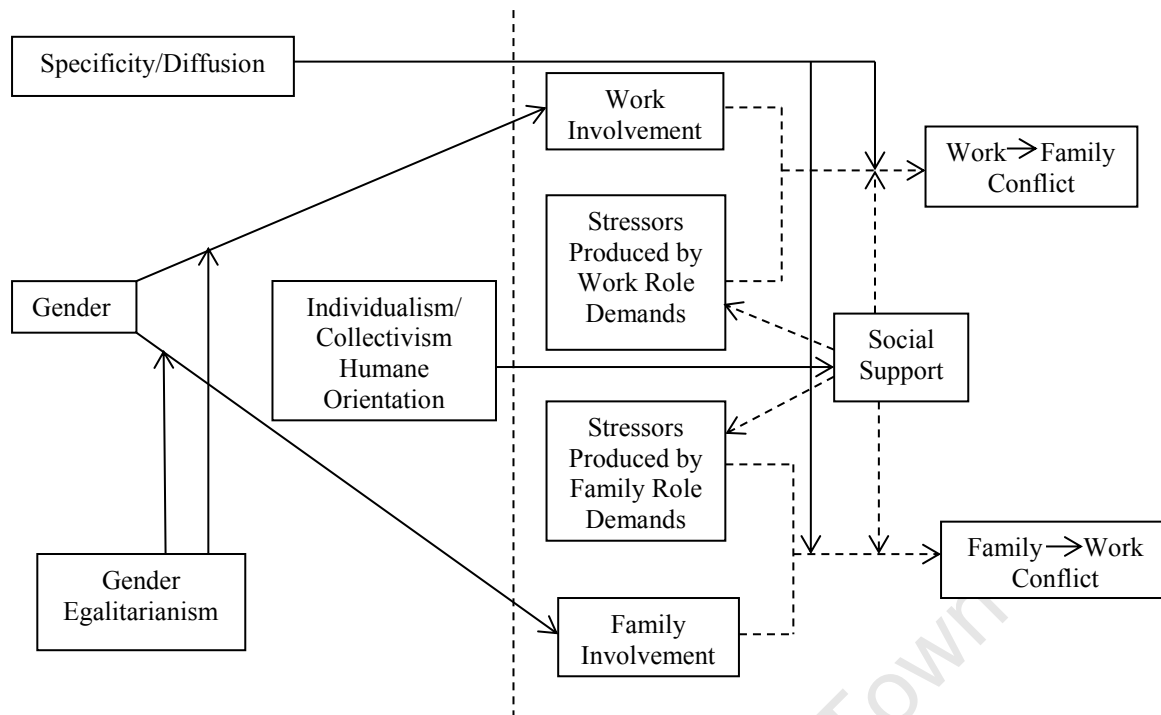 Specificity/Diffusion
Work
Involvement
Work → Family
Conflict
Stressors
Produced by
Work Role
Demands
Gender
Individualism/
Collectivism
Humane
Orientation
Social
Support
Stressors
Produced by
Family Role
Demands
Family → Work
Conflict
Gender
Egalitarianism
Family
Involvement
Town